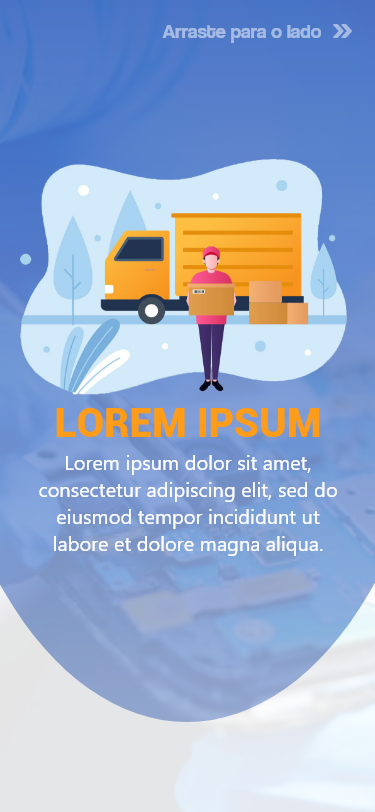 Arraste para o lado »
LOREM IPSUM
Lorem ipsum dolor sit amet,
consectetur adipiscing elit, sed do
eiusmod tempor incididunt ut
labore et dolore magna aliqua.